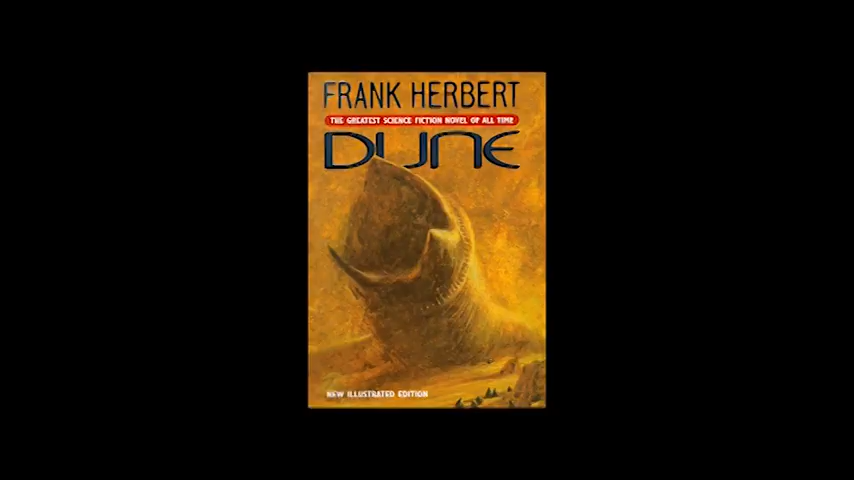 FRANK HERBERT
THE GREATEST SCIENCE FICTION NOVEL OF ALL TIME
DUNE
NEW ILLUSTRATED EDITION